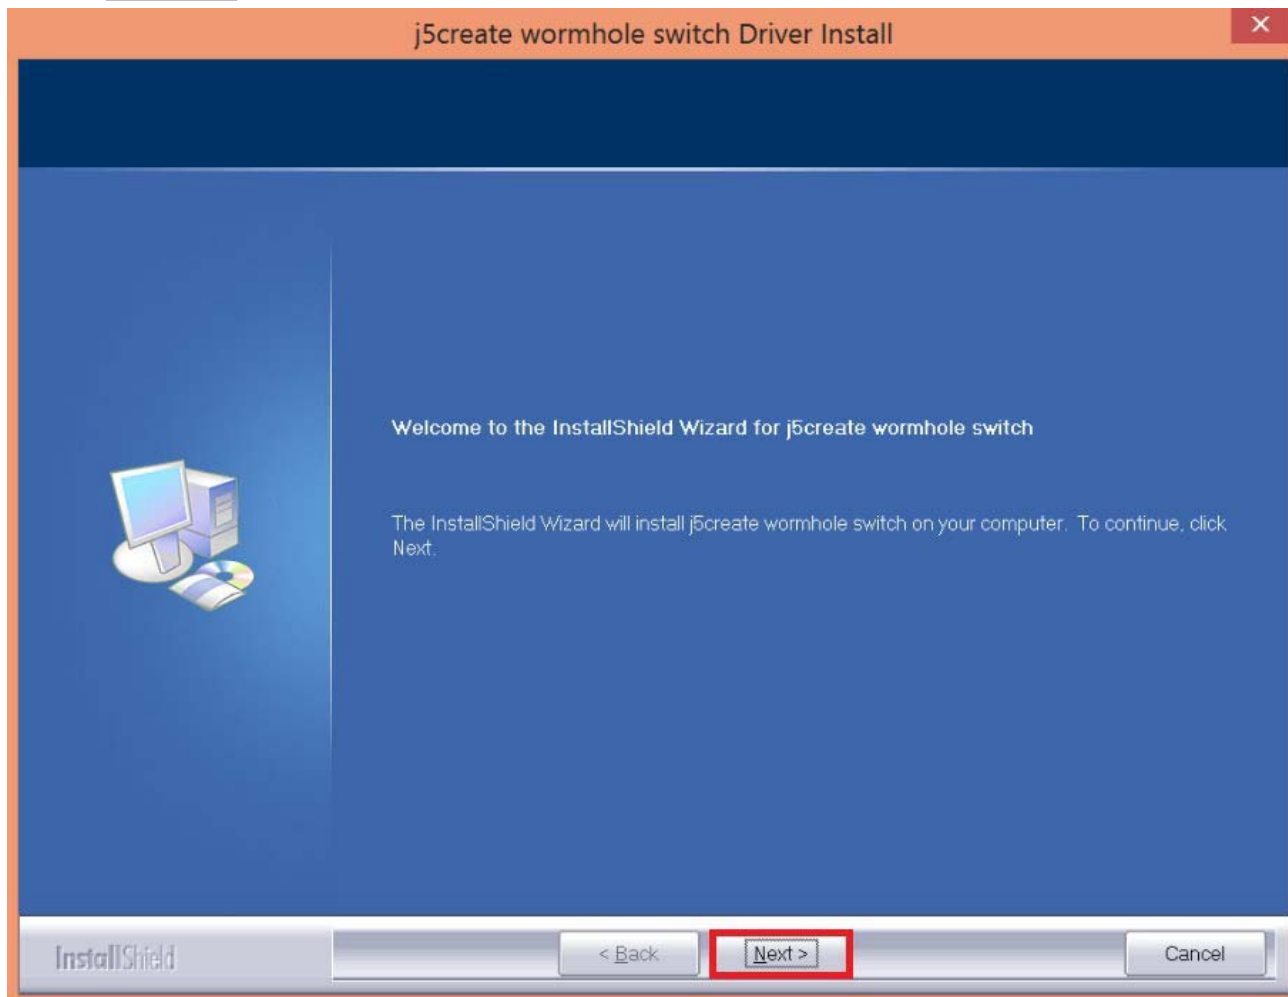 j5create wormhole switch Driver Install
Welcome to the InstallShield Wizard for j5create wormhole switch
The InstallShield Wizard will install j5create wormhole switch on your computer. To continue, click
Next.
InstallShield
< Back
Next >
Cancel